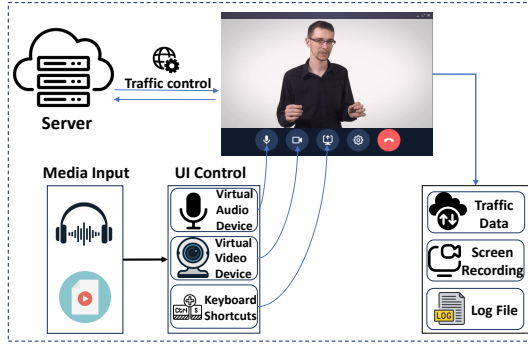 Traffic control
Server
Media Input
UI Control
Virtual
Audio
Device
Virtual
Video
Device
Keyboard
Shortcuts
Ctrl S
Traffic
Data
Screen
Recording
LOG
Log File